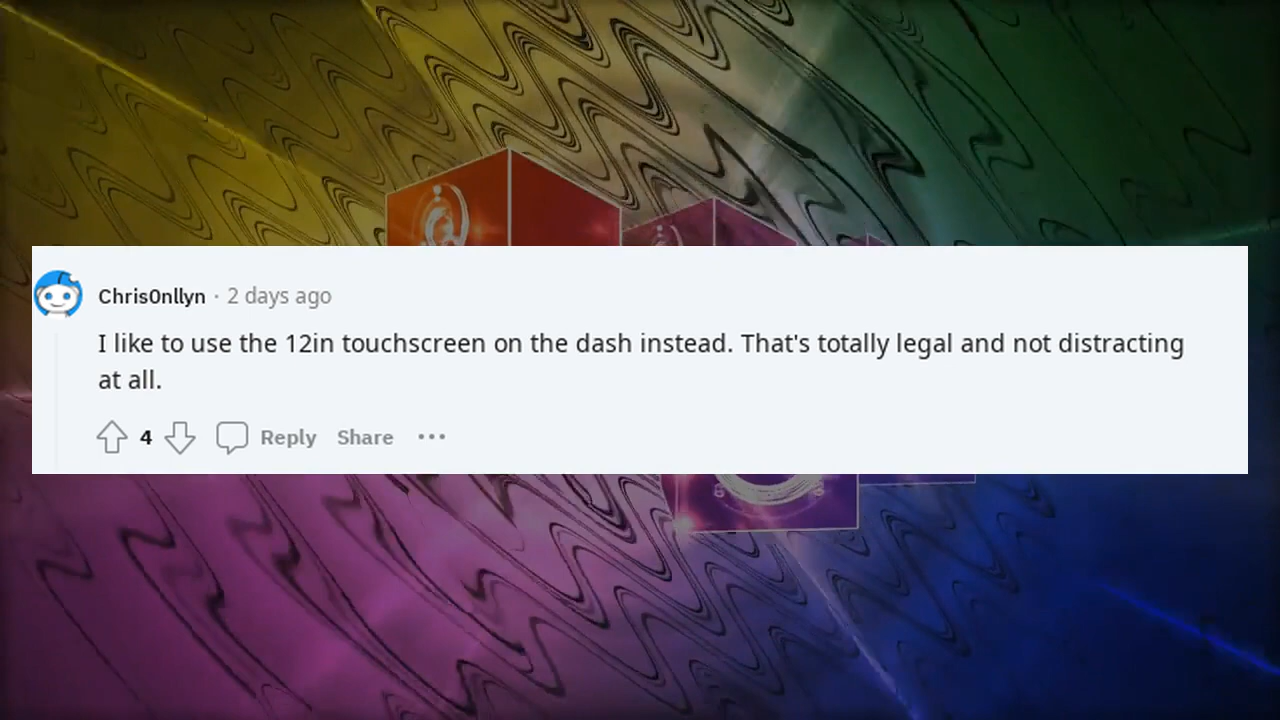 ChrisOnllyn · 2 days ago
I like to use the 12in touchscreen on the dash instead. That's totally legal and not distracting
at all.
4 Reply Share ···